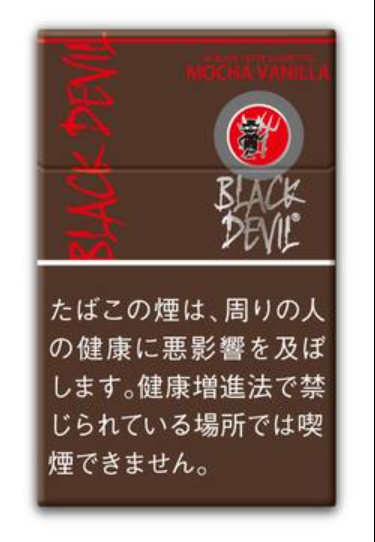 MOCHA VANILLA
BLACK DEVIL
BLACK
DEVIL®
たばこの煙は、周りの人
の健康に悪影響を及ぼ
します。健康増進法で禁
じられている場所では喫
煙できません。